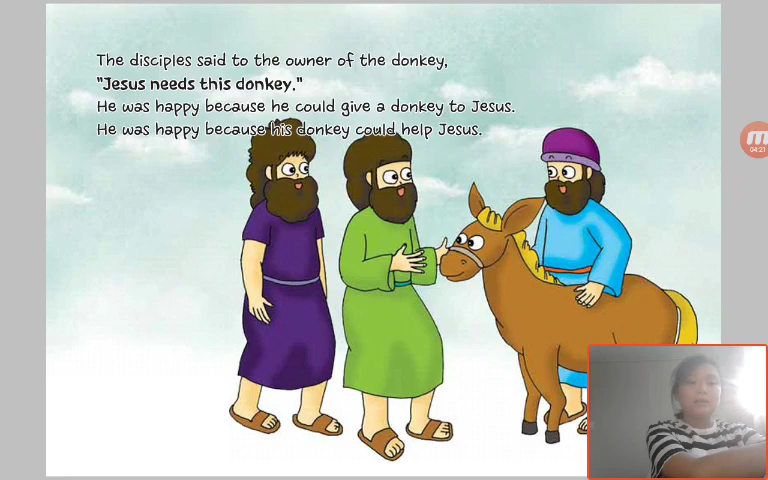 The disciples said to the owner of the donkey,
"Jesus needs this donkey."
He was happy because he could give a donkey to Jesus.
He was happy because his donkey could help Jesus.
04:21